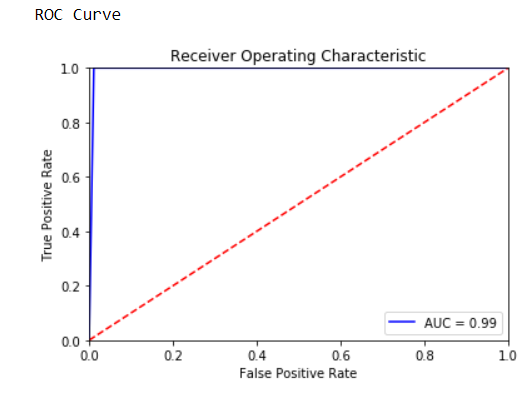 ROC Curve
Receiver Operating Characteristic
1.0
0.8
0.6
0.4
0.2
0.0
True Positive Rate
AUC = 0.99
0.0 0.2 0.4 0.6 0.8 1.0
False Positive Rate